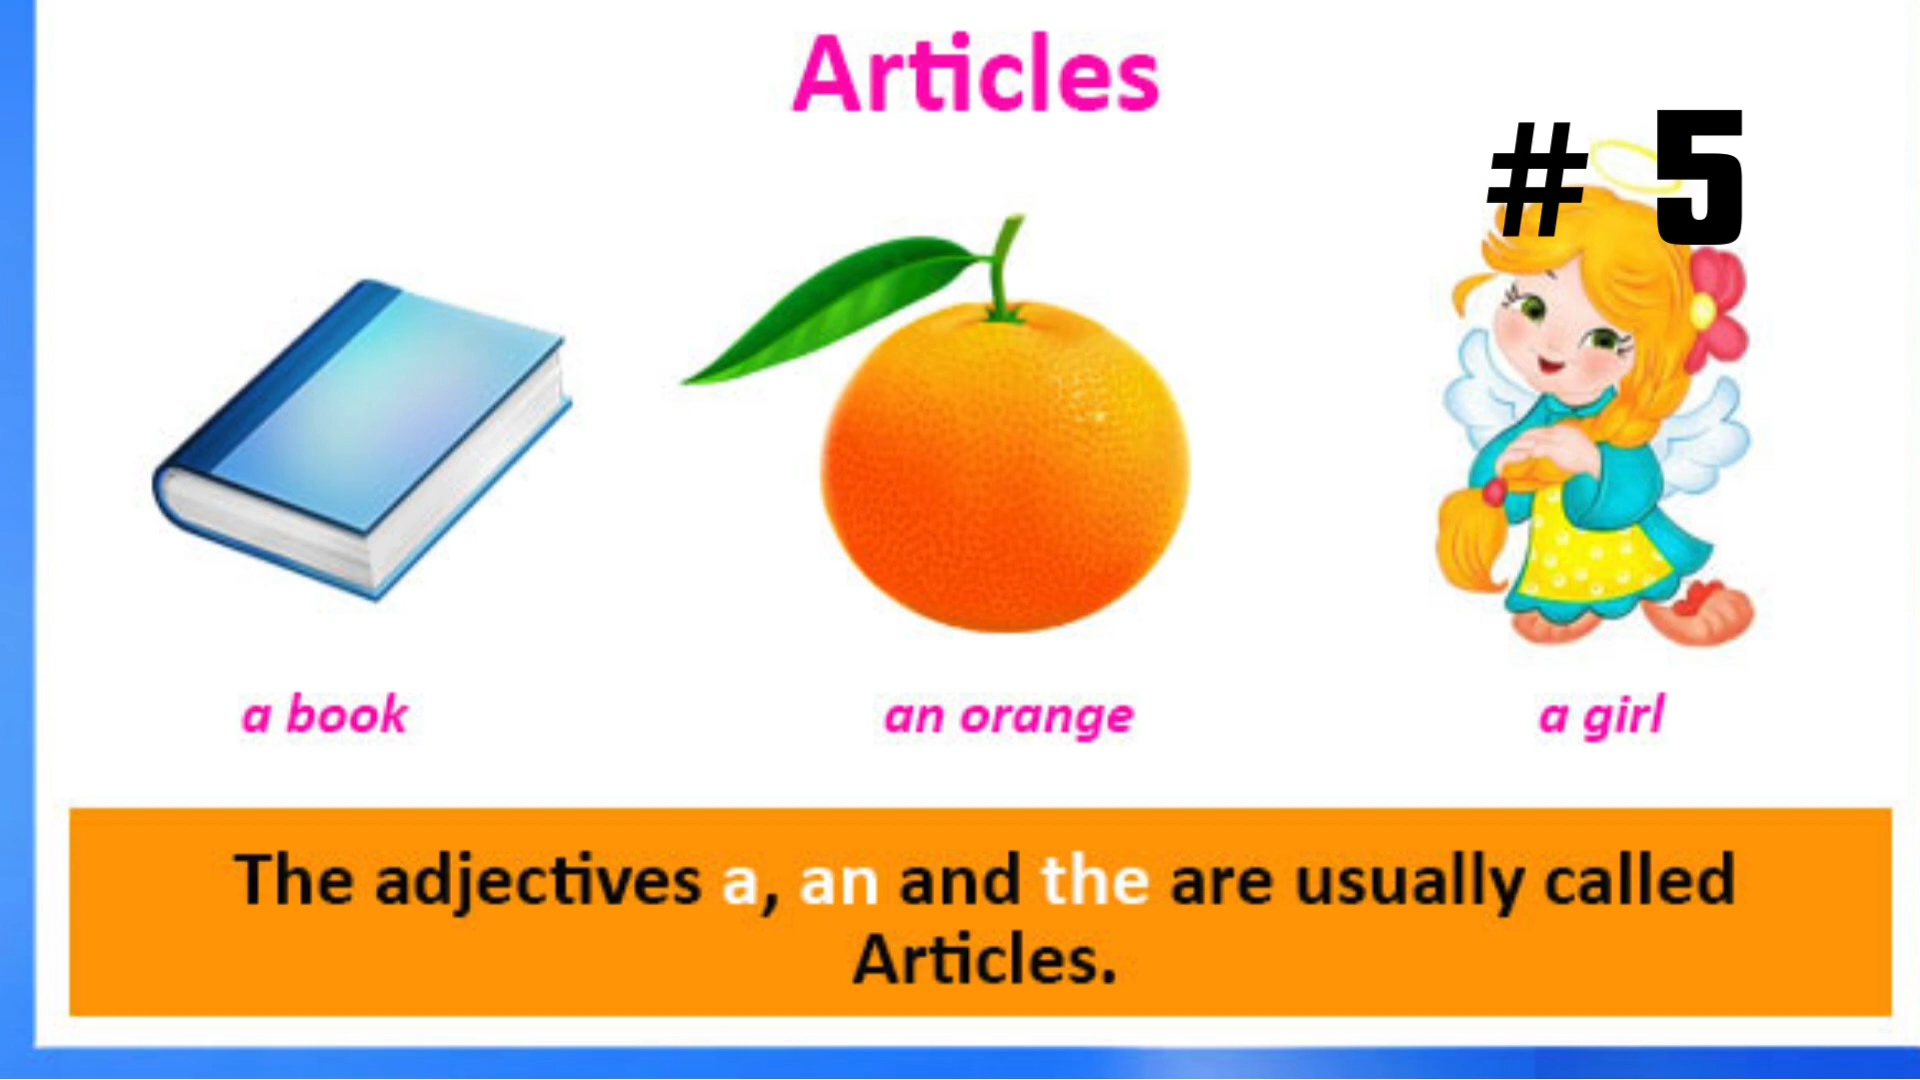 Articles
# 5
a book
an orange
a girl
The adjectives a, an and the are usually called
Articles.